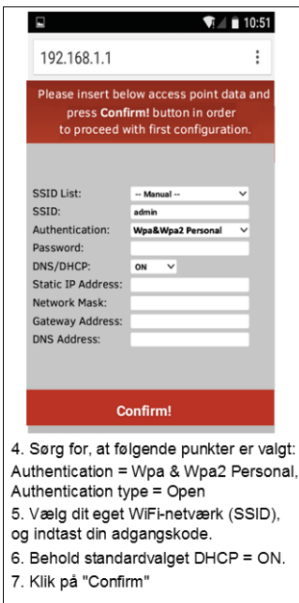 10:51
192.168.1.1
Please insert below access point data and
press Confirm! button in order
to proceed with first configuration.
SSID List: -- Manual --
SSID: admin
Authentication: Wpa&Wpa2 Personal
Password:
DNS/DHCP: ON
Static IP Address:
Network Mask:
Gateway Address:
DNS Address:
Confirm!
4. Sørg for, at følgende punkter er valgt:
Authentication = Wpa & Wpa2 Personal,
Authentication type = Open
5. Vælg dit eget WiFi-netværk (SSID),
og indtast din adgangskode.
6. Behold standardvalget DHCP = ON.
7. Klik på "Confirm"